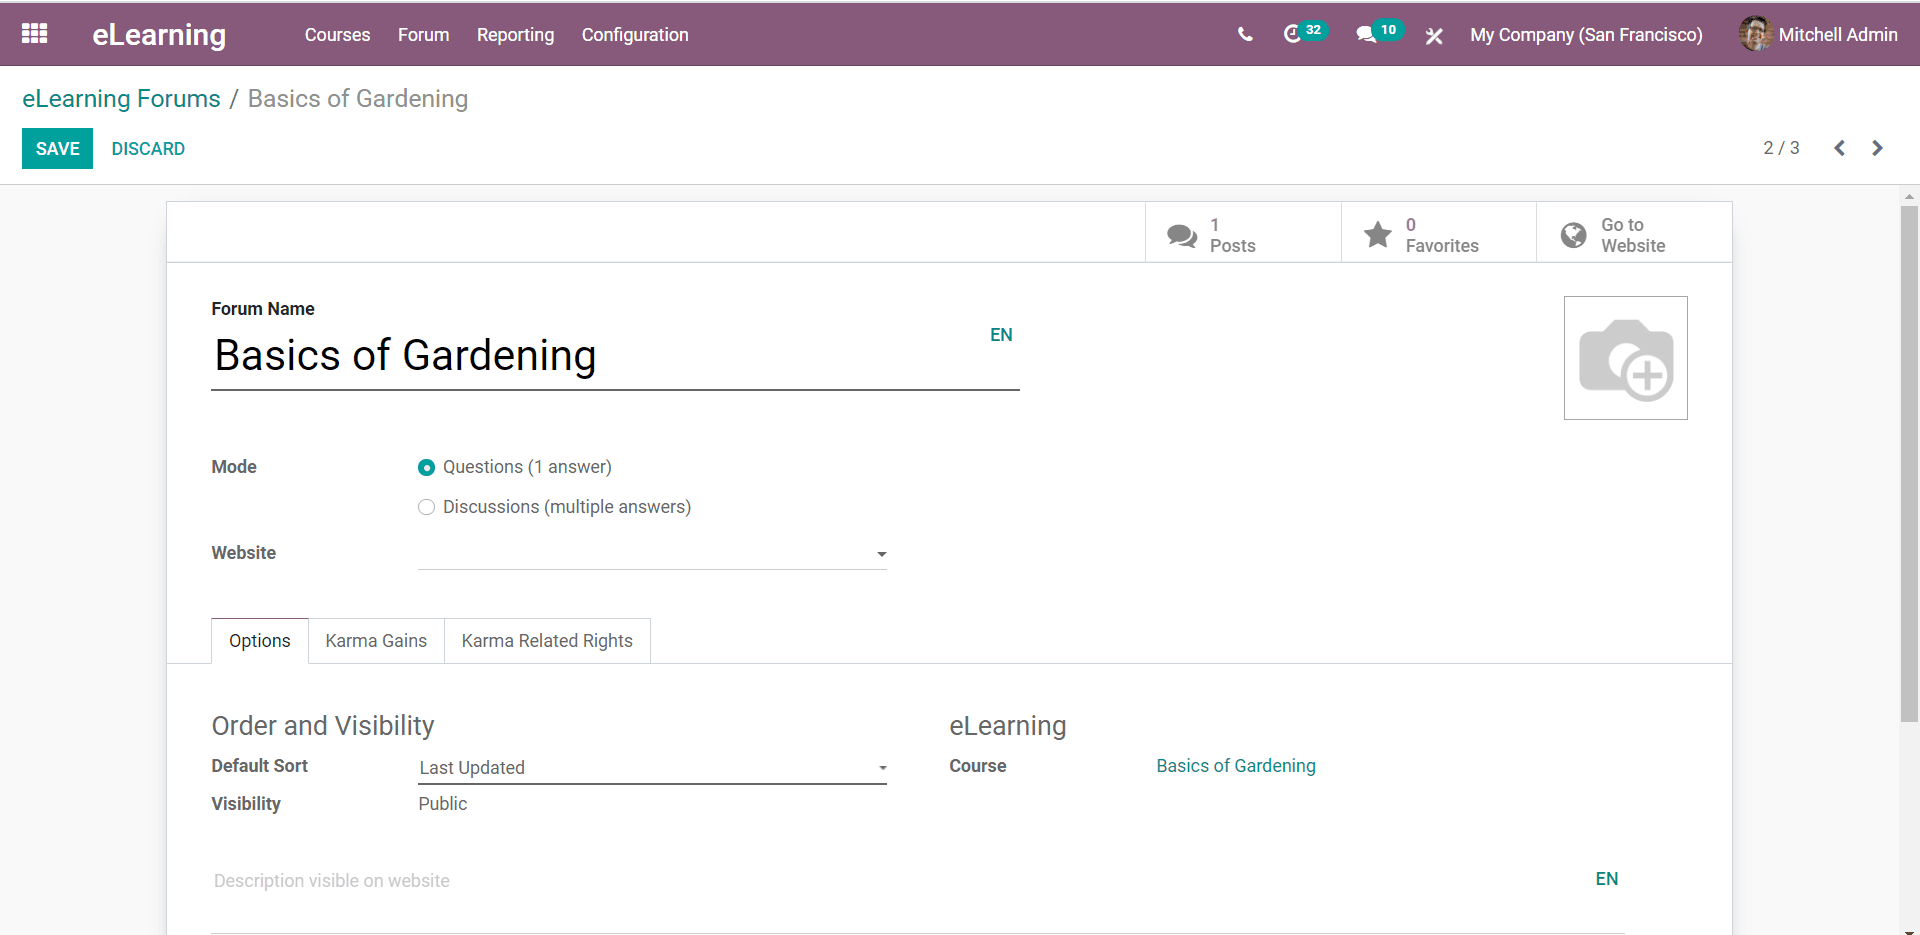 eLearning Courses Forum Reporting Configuration 32 10 My Company (San Francisco) Mitchell Admin
eLearning Forums / Basics of Gardening
SAVE DISCARD 2 / 3
1 Posts
0 Favorites
Go to Website
Forum Name
Basics of Gardening EN
Mode Questions (1 answer)
Discussions (multiple answers)
Website
Options Karma Gains Karma Related Rights
Order and Visibility eLearning
Default Sort Last Updated Course Basics of Gardening
Visibility Public
Description visible on website EN